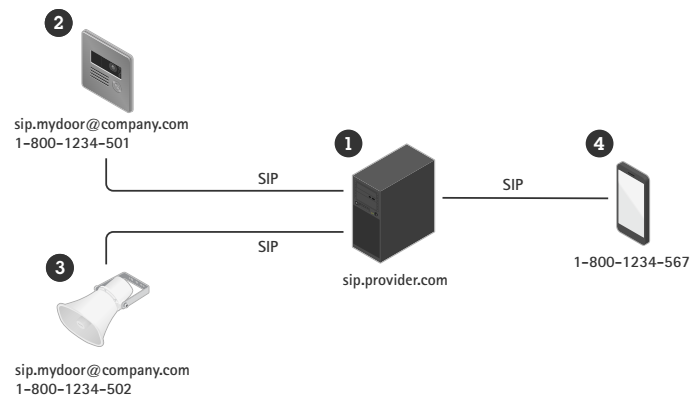 2
sip.mydoor@company.com
1-800-1234-501
SIP
1
sip.provider.com
SIP
4
1-800-1234-567
SIP
3
sip.mydoor@company.com
1-800-1234-502